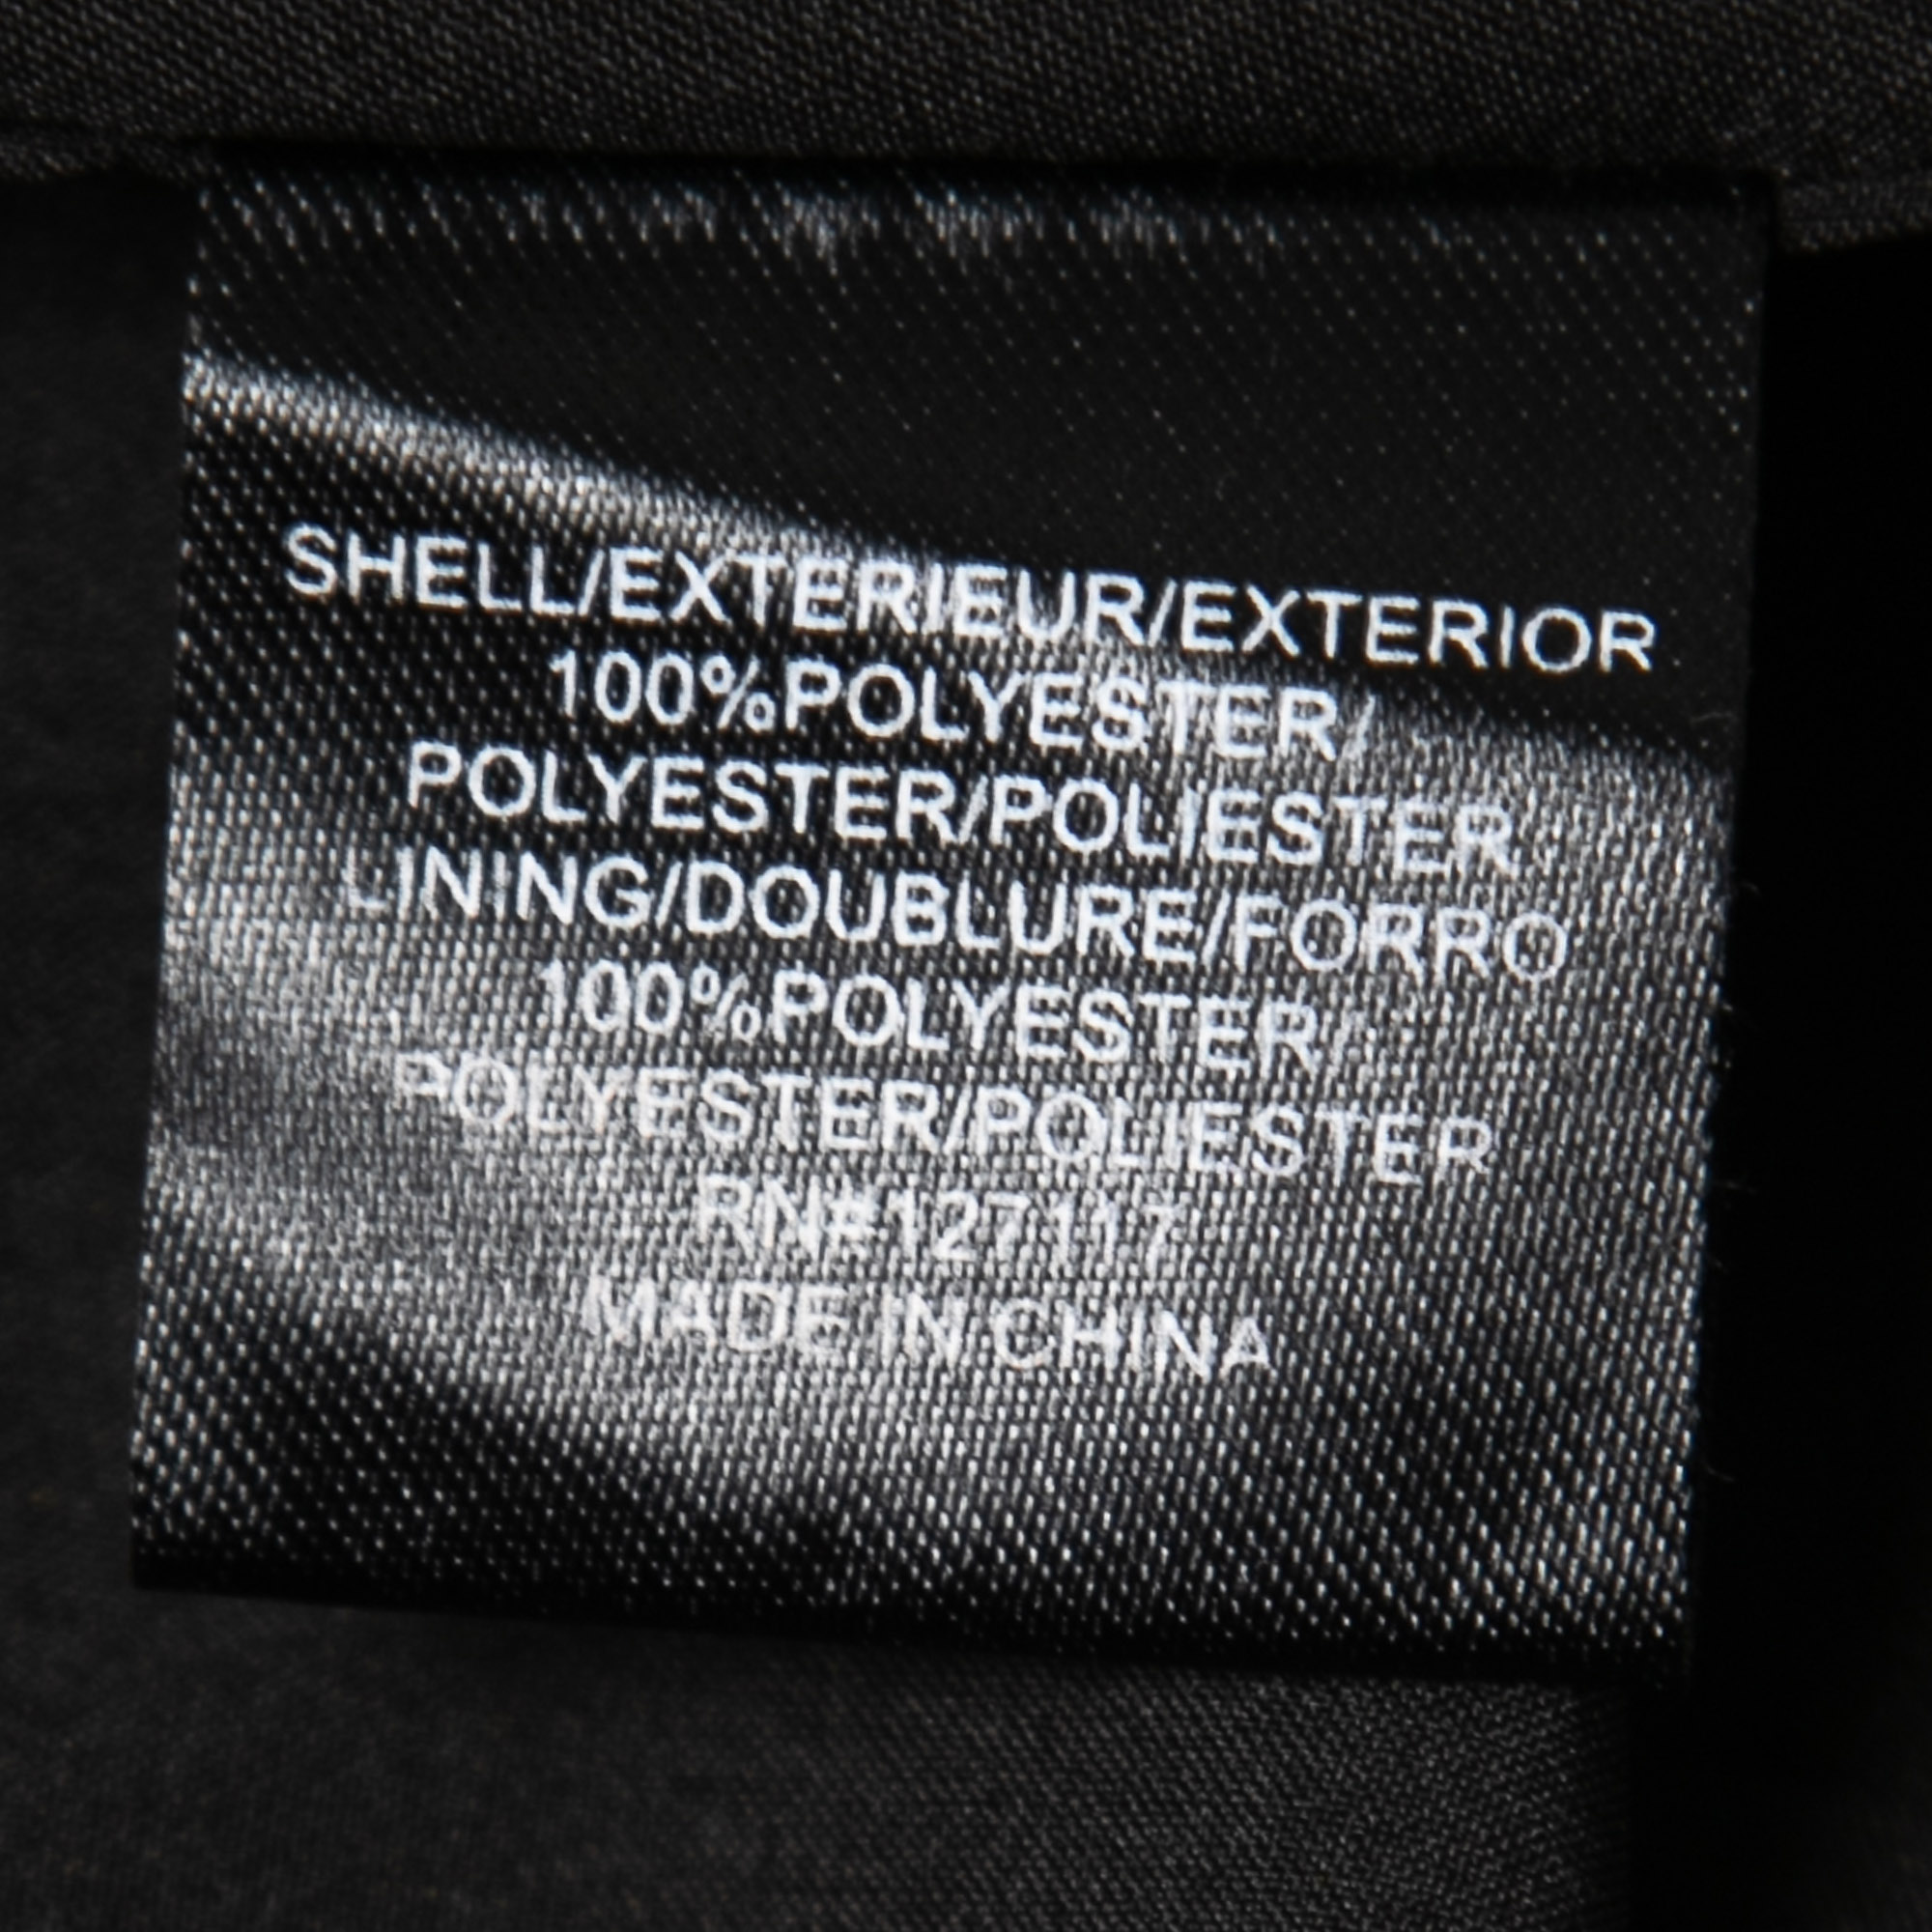 SHELL/EXTERIEUR/EXTERIOR
100%POLYESTER/
POLYESTER/POLIESTER
LINING/DOUBLURE/FORRO
100%POLYESTER/
POLYESTER/POLIESTER
RN#127117
MADE IN CHINA